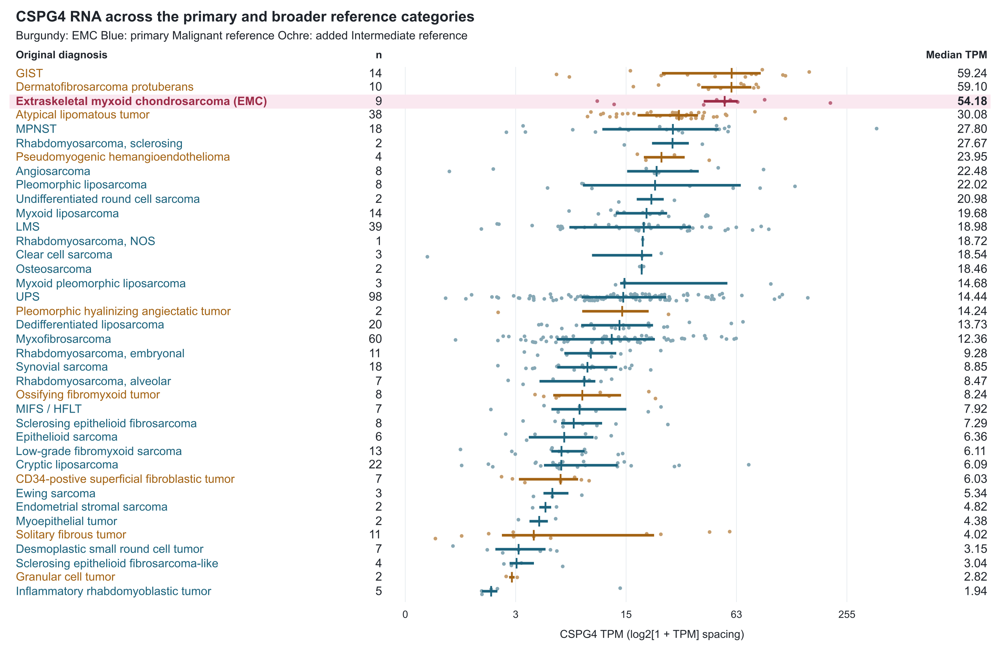 CSPG4 RNA across the primary and broader reference categories
Burgundy: EMC Blue: primary Malignant reference Ochre: added Intermediate reference
Original diagnosis n Median TPM
GIST 14 59.24
Dermatofibrosarcoma protuberans 10 59.10
Extraskeletal myxoid chondrosarcoma (EMC) 9 54.18
Atypical lipomatous tumor 38 30.08
MPNST 18 27.80
Rhabdomyosarcoma, sclerosing 2 27.67
Pseudomyogenic hemangioendothelioma 4 23.95
Angiosarcoma 8 22.48
Pleomorphic liposarcoma 8 22.02
Undifferentiated round cell sarcoma 2 20.98
Myxoid liposarcoma 14 19.68
LMS 39 18.98
Rhabdomyosarcoma, NOS 1 18.72
Clear cell sarcoma 3 18.54
Osteosarcoma 2 18.46
Myxoid pleomorphic liposarcoma 3 14.68
UPS 98 14.44
Pleomorphic hyalinizing angiectatic tumor 2 14.24
Dedifferentiated liposarcoma 20 13.73
Myxofibrosarcoma 60 12.36
Rhabdomyosarcoma, embryonal 11 9.28
Synovial sarcoma 18 8.85
Rhabdomyosarcoma, alveolar 7 8.47
Ossifying fibromyxoid tumor 8 8.24
MIFS / HFLT 7 7.92
Sclerosing epithelioid fibrosarcoma 8 7.29
Epithelioid sarcoma 6 6.36
Low-grade fibromyxoid sarcoma 13 6.11
Cryptic liposarcoma 22 6.09
CD34-postive superficial fibroblastic tumor 7 6.03
Ewing sarcoma 3 5.34
Endometrial stromal sarcoma 2 4.82
Myoepithelial tumor 2 4.38
Solitary fibrous tumor 11 4.02
Desmoplastic small round cell tumor 7 3.15
Sclerosing epithelioid fibrosarcoma-like 4 3.04
Granular cell tumor 2 2.82
Inflammatory rhabdomyoblastic tumor 5 1.94
0 3 15 63 255
CSPG4 TPM (log2[1 + TPM] spacing)